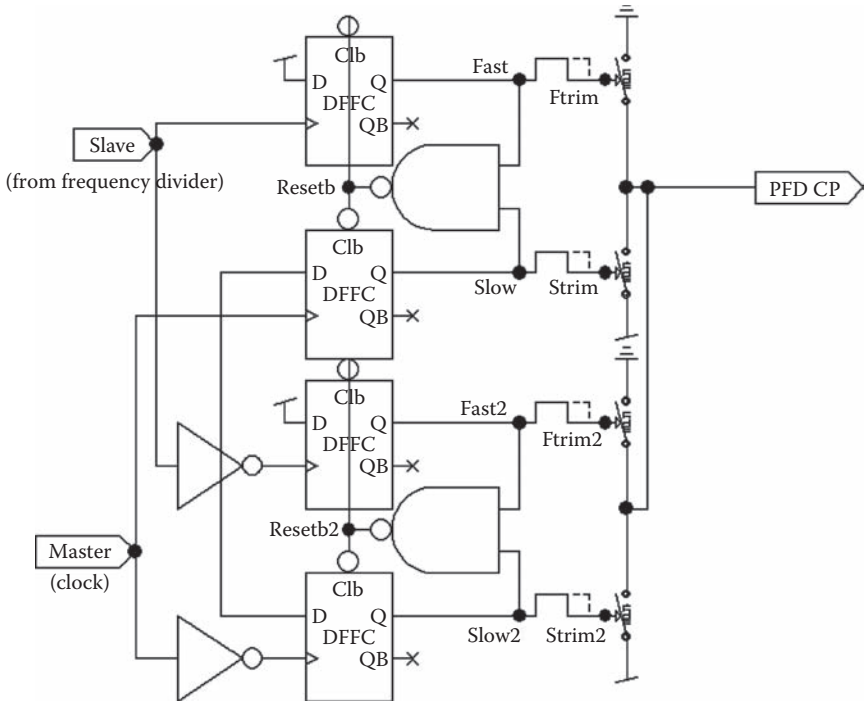 Clb
D Q
DFFC
QB
Fast
Ftrim
Slave
(from frequency divider)
Resetb
PFD CP
Clb
D Q
DFFC
QB
Slow
Strim
Clb
D Q
DFFC
QB
Fast2
Ftrim2
Resetb2
Master
(clock)
Clb
D Q
DFFC
QB
Slow2
Strim2